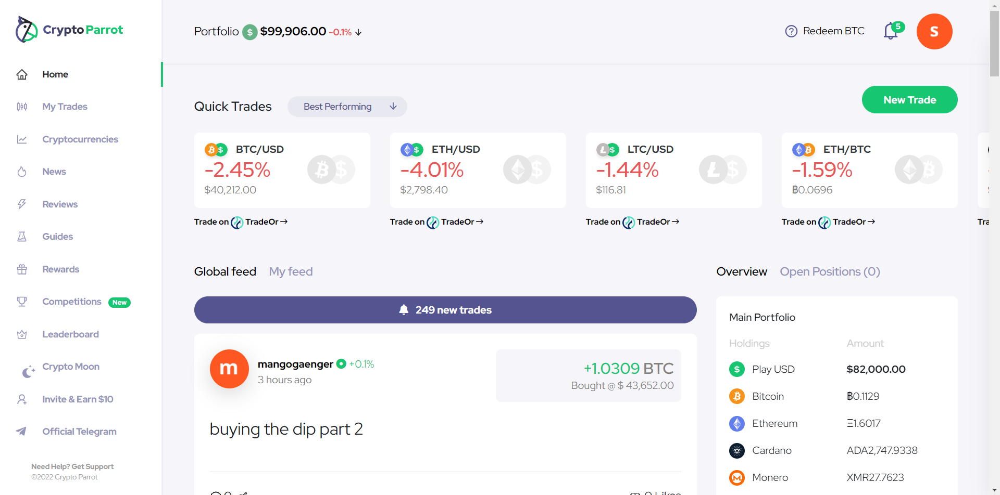 Crypto Parrot
Portfolio $ $99,906.00 -0.1%
Redeem BTC
5
S
Home
My Trades
Cryptocurrencies
News
Reviews
Guides
Rewards
Competitions New
Leaderboard
Crypto Moon
Invite & Earn $10
Official Telegram
Need Help? Get Support
©2022 Crypto Parrot
Quick Trades
Best Performing
New Trade
BTC/USD
-2.45%
$40,212.00
Trade on TradeOr
ETH/USD
-4.01%
$2,798.40
Trade on TradeOr
LTC/USD
-1.44%
$116.81
Trade on TradeOr
ETH/BTC
-1.59%
฿0.0696
Trade on TradeOr
Tra
Global feed My feed
249 new trades
m
mangogaenger +0.1%
3 hours ago
+1.0309 BTC
Bought @ $ 43,652.00
buying the dip part 2
0
0 Likes
Overview Open Positions (0)
Main Portfolio
Holdings Amount
Play USD $82,000.00
Bitcoin ฿0.1129
Ethereum Ξ1.6017
Cardano ADA2,747.9338
Monero XMR27.7623